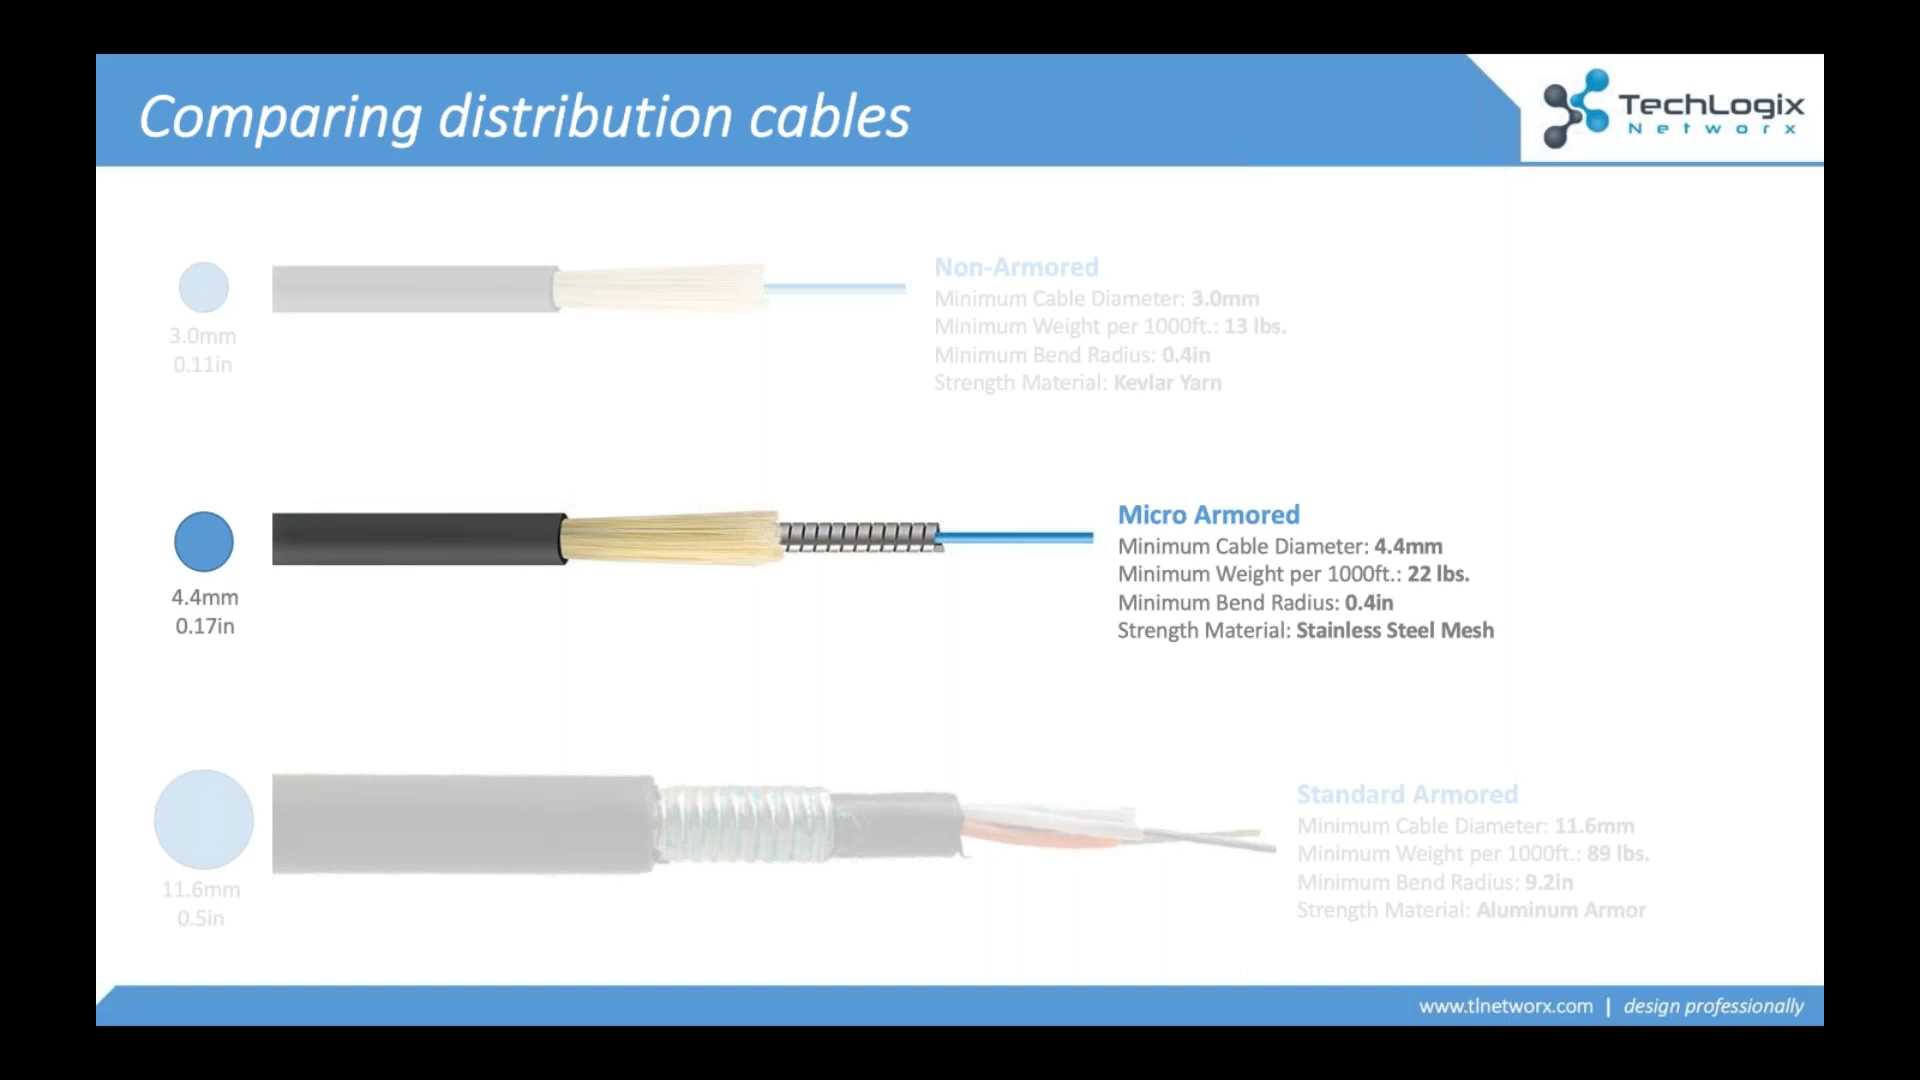 Comparing distribution cables
TechLogix
Networx
3.0mm
0.11in
Non-Armored
Minimum Cable Diameter: 3.0mm
Minimum Weight per 1000ft.: 13 lbs.
Minimum Bend Radius: 0.4in
Strength Material: Kevlar Yarn
4.4mm
0.17in
Micro Armored
Minimum Cable Diameter: 4.4mm
Minimum Weight per 1000ft.: 22 lbs.
Minimum Bend Radius: 0.4in
Strength Material: Stainless Steel Mesh
11.6mm
0.5in
Standard Armored
Minimum Cable Diameter: 11.6mm
Minimum Weight per 1000ft.: 89 lbs.
Minimum Bend Radius: 9.2in
Strength Material: Aluminum Armor
www.tlnetworx.com | design professionally